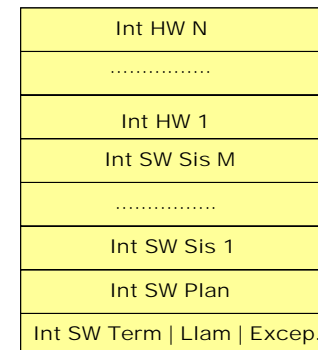 Int HW N
................
Int HW 1
Int SW Sis M
................
Int SW Sis 1
Int SW Plan
Int SW Term | Llam | Excep.